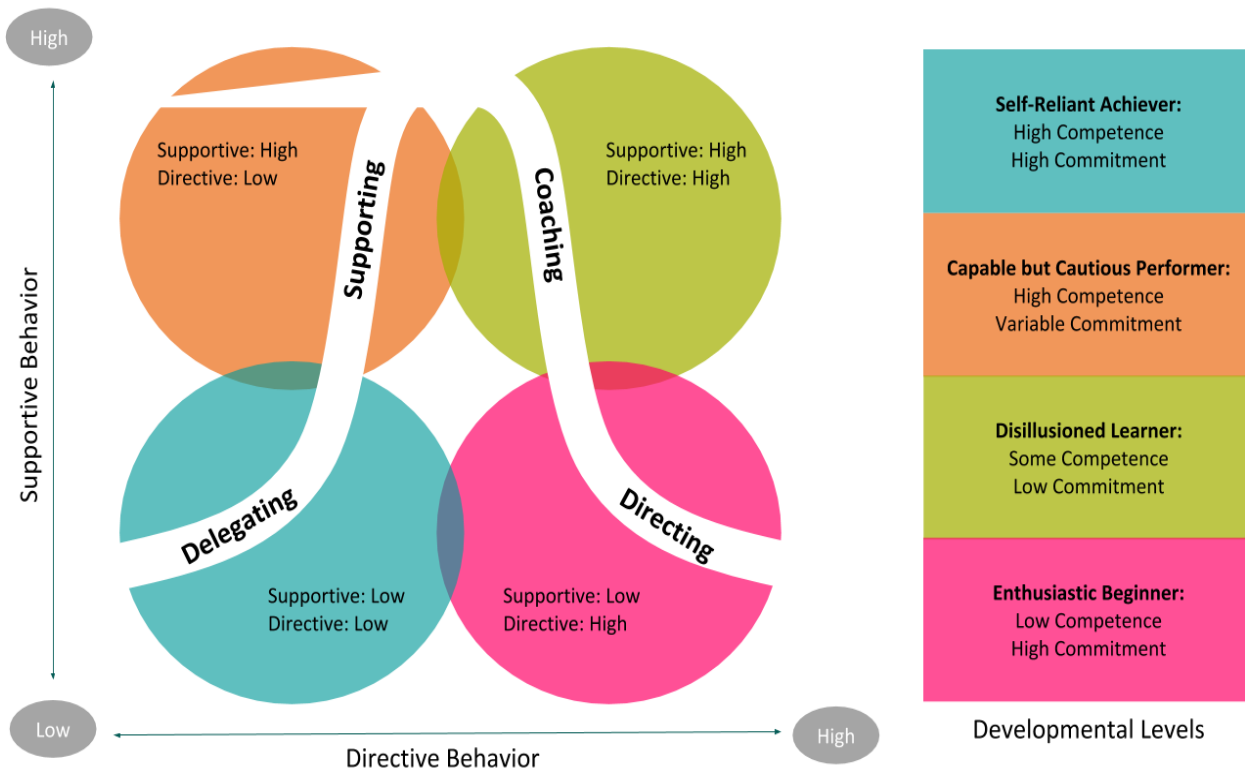 High
Supportive Behavior
Low
Supportive: High
Directive: Low
Supporting
Supportive: High
Directive: High
Coaching
Delegating
Supportive: Low
Directive: Low
Directing
Supportive: Low
Directive: High
Directive Behavior
High
Self-Reliant Achiever:
High Competence
High Commitment
Capable but Cautious Performer:
High Competence
Variable Commitment
Disillusioned Learner:
Some Competence
Low Commitment
Enthusiastic Beginner:
Low Competence
High Commitment
Developmental Levels